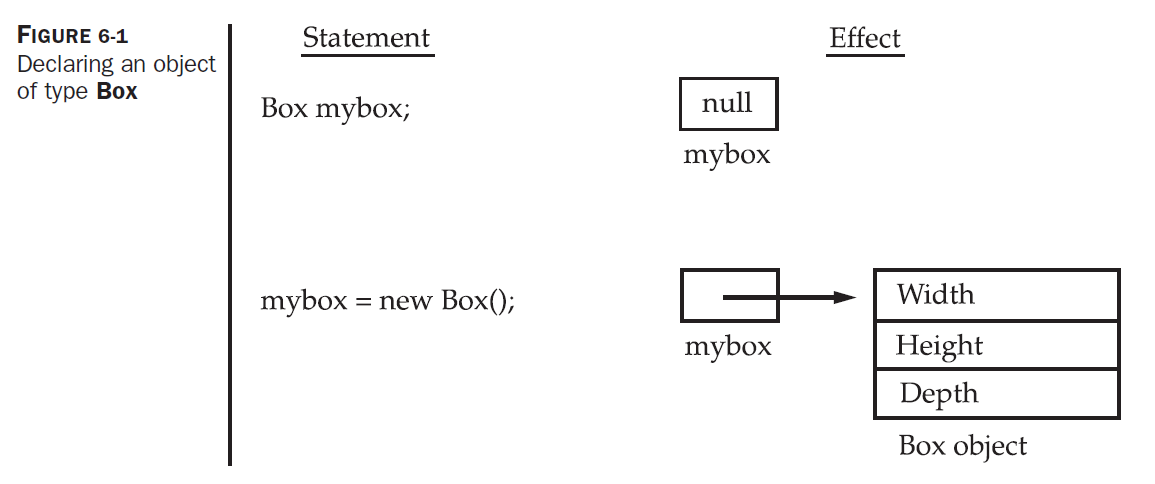 FIGURE 6-1
Declaring an object
of type Box
Statement
Effect
Box mybox;
null
mybox
mybox = new Box();
mybox
Width
Height
Depth
Box object